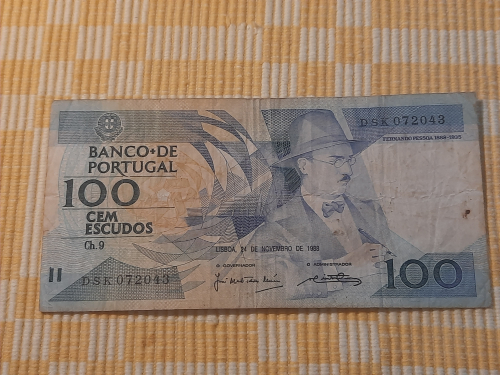 DSK 072043
FERNANDO PESSOA 1888-1935
BANCO DE
PORTUGAL
100
CEM
ESCUDOS
Ch. 9
LISBOA, 24 DE NOVEMBRO DE 1988
O GOVERNADOR
O ADMINISTRADOR
DSK 072043
100